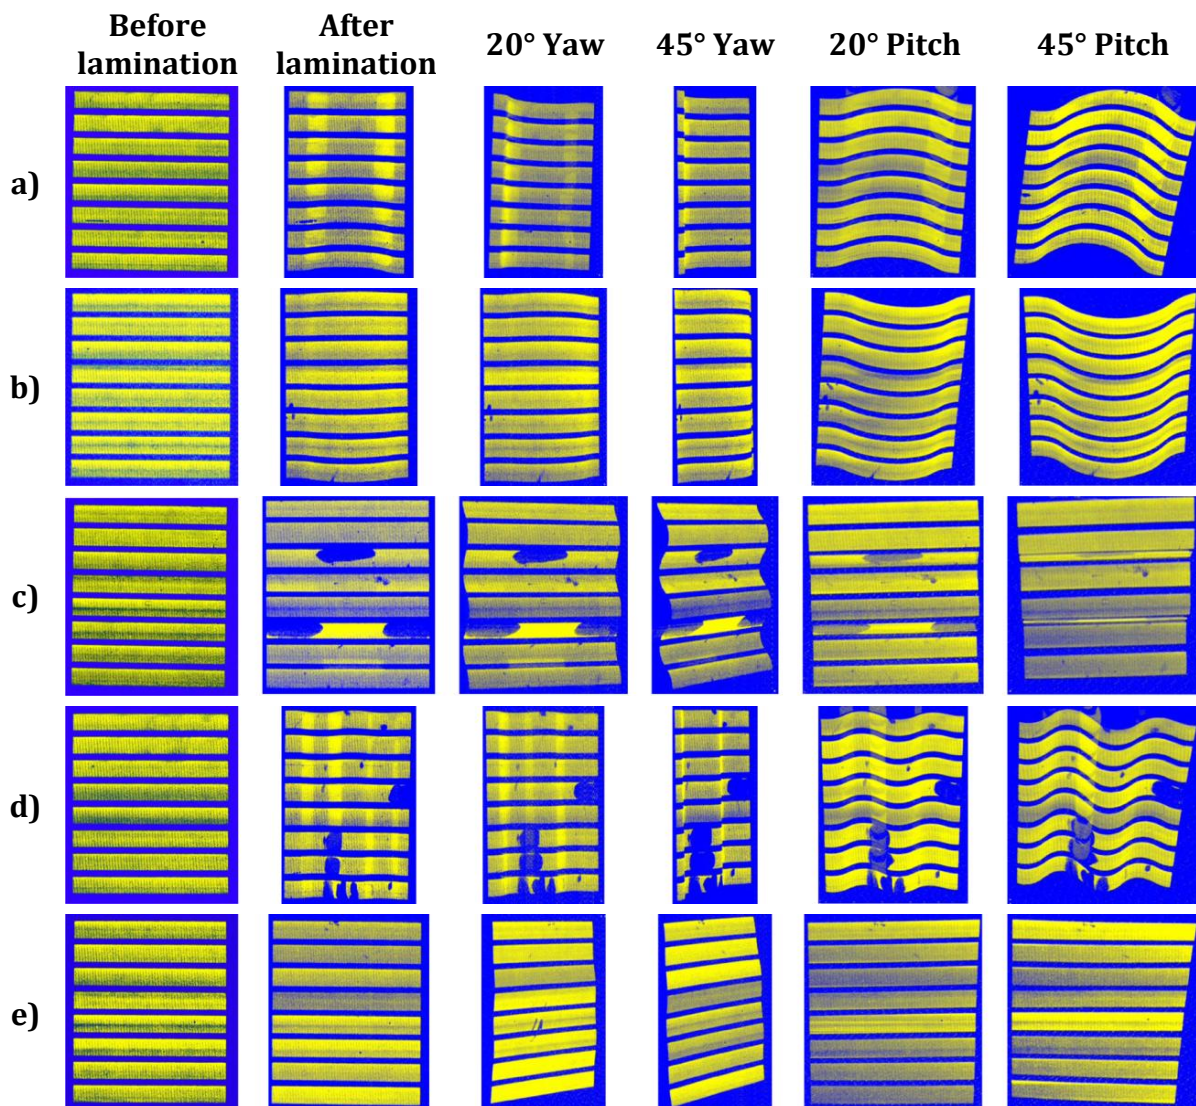 Before lamination
After lamination
20° Yaw
45° Yaw
20° Pitch
45° Pitch
a)
b)
c)
d)
e)